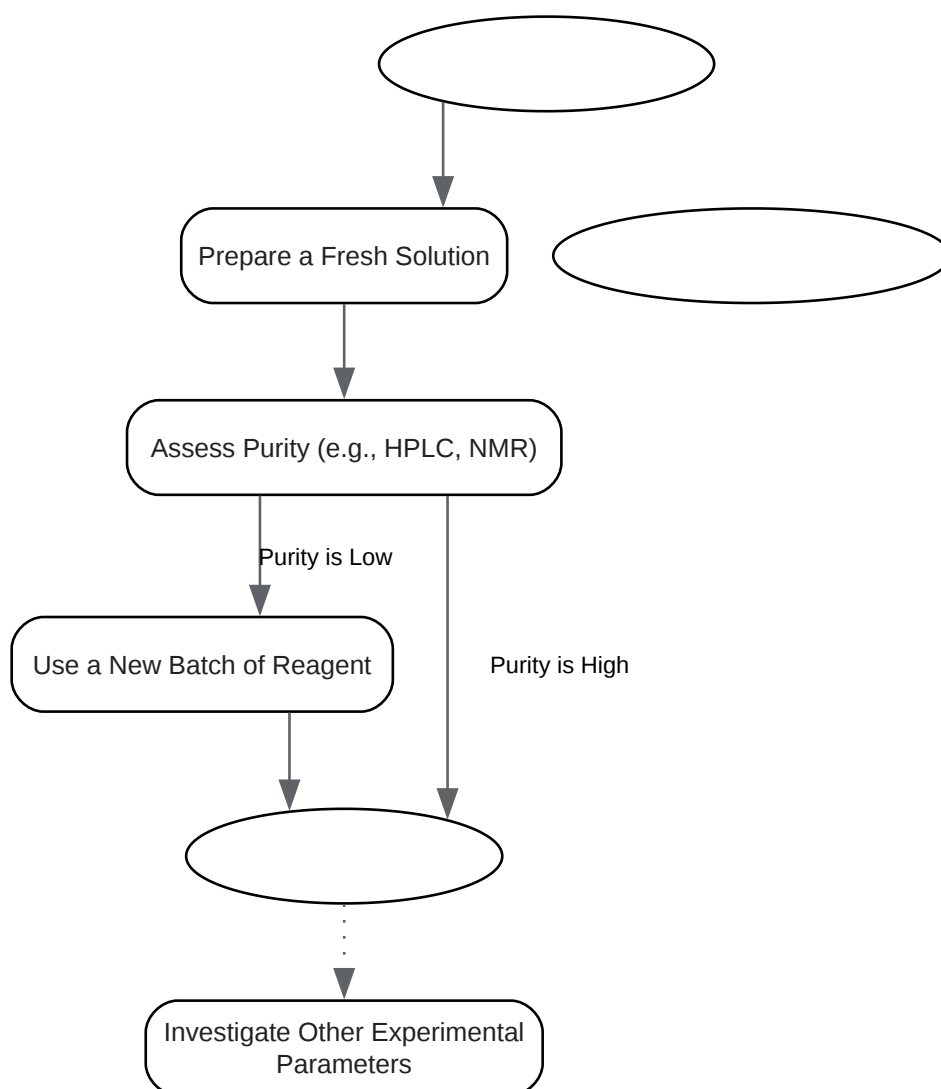 Prepare a Fresh Solution
Assess Purity (e.g., HPLC, NMR)
Purity is Low
Use a New Batch of Reagent
Purity is High
Investigate Other Experimental
Parameters